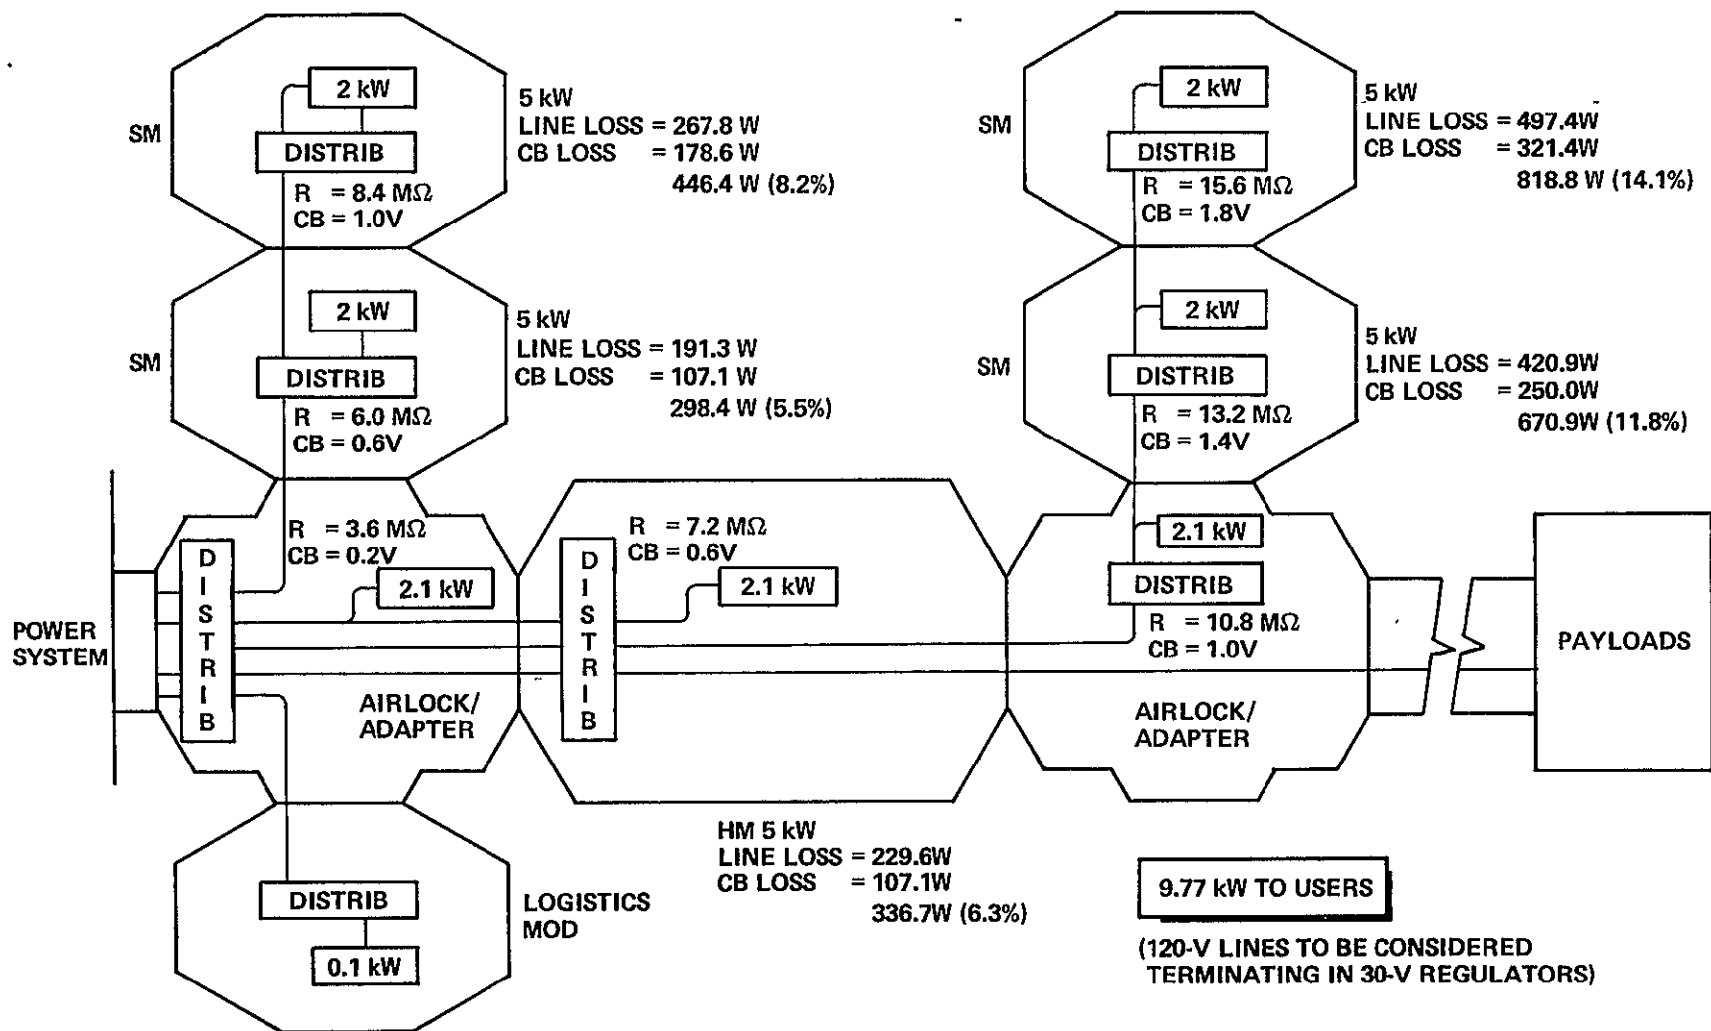 2 kW
SM
DISTRIB
R = 8.4 MΩ
CB = 1.0V
5 kW
LINE LOSS = 267.8 W
CB LOSS = 178.6 W
446.4 W (8.2%)
2 kW
SM
DISTRIB
R = 15.6 MΩ
CB = 1.8V
5 kW
LINE LOSS = 497.4W
CB LOSS = 321.4W
818.8 W (14.1%)
2 kW
SM
DISTRIB
R = 6.0 MΩ
CB = 0.6V
5 kW
LINE LOSS = 191.3 W
CB LOSS = 107.1 W
298.4 W (5.5%)
2 kW
SM
DISTRIB
R = 13.2 MΩ
CB = 1.4V
5 kW
LINE LOSS = 420.9W
CB LOSS = 250.0W
670.9W (11.8%)
POWER
SYSTEM
DISTRIB
R = 3.6 MΩ
CB = 0.2V
2.1 kW
AIRLOCK/
ADAPTER
DISTRIB
R = 7.2 MΩ
CB = 0.6V
2.1 kW
2.1 kW
DISTRIB
R = 10.8 MΩ
CB = 1.0V
AIRLOCK/
ADAPTER
PAYLOADS
HM 5 kW
LINE LOSS = 229.6W
CB LOSS = 107.1W
336.7W (6.3%)
DISTRIB
0.1 kW
LOGISTICS
MOD
9.77 kW TO USERS
(120-V LINES TO BE CONSIDERED
TERMINATING IN 30-V REGULATORS)